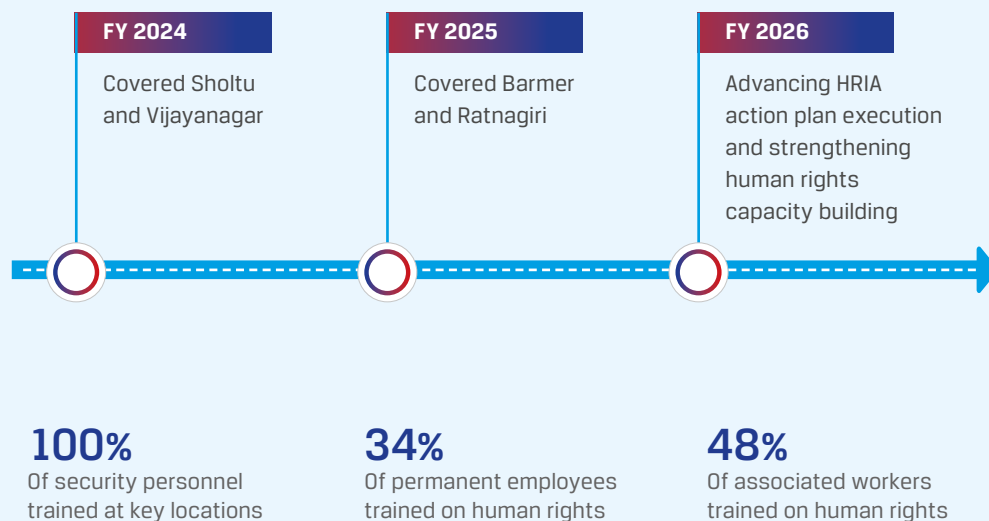 FY 2024
Covered Sholtu
and Vijayanagar
FY 2025
Covered Barmer
and Ratnagiri
FY 2026
Advancing HRIA
action plan execution
and strengthening
human rights
capacity building
100%
Of security personnel
trained at key locations
34%
Of permanent employees
trained on human rights
48%
Of associated workers
trained on human rights